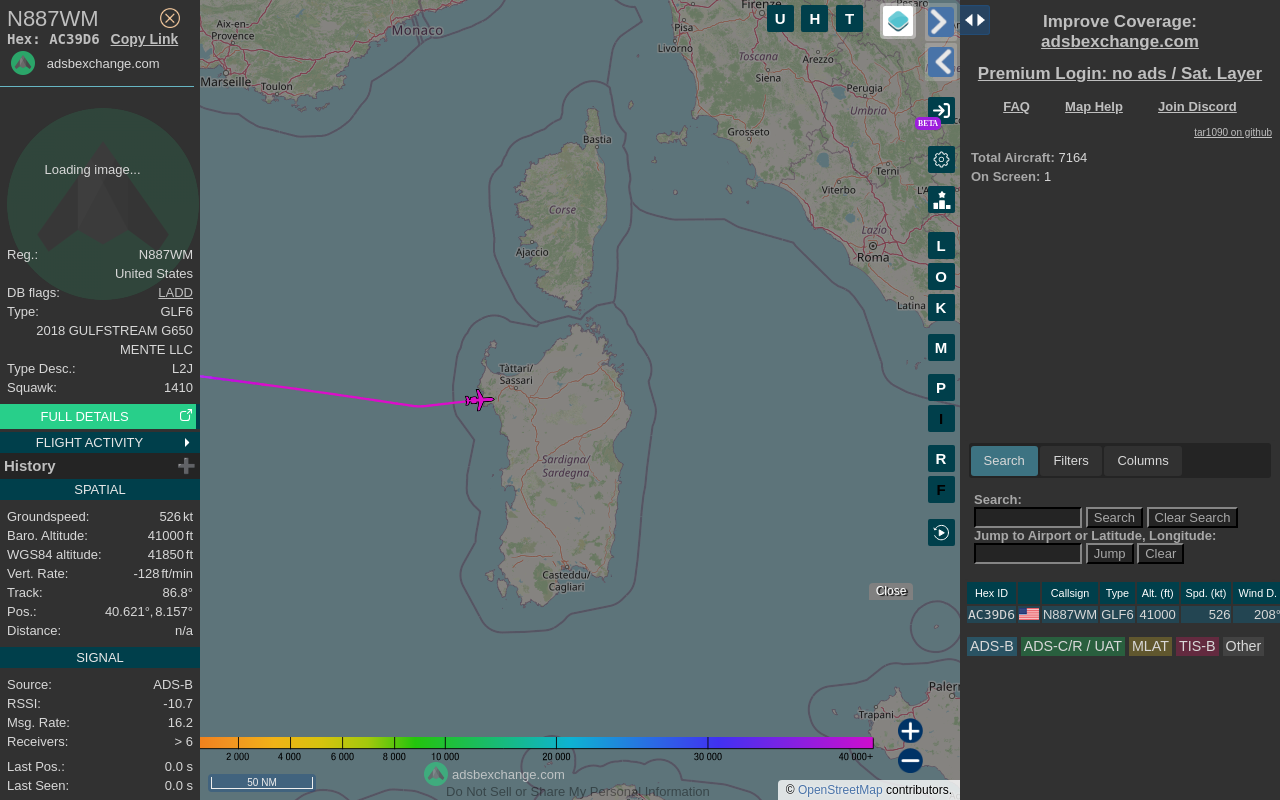 N887WM
Hex: AC39D6 Copy Link
adsbexchange.com
Loading image...
Reg.: N887WM
United States
DB flags: LADD
Type: GLF6
2018 GULFSTREAM G650
MENTE LLC
Type Desc.: L2J
Squawk: 1410
FULL DETAILS
FLIGHT ACTIVITY
History
SPATIAL
Groundspeed: 526 kt
Baro. Altitude: 41000 ft
WGS84 altitude: 41850 ft
Vert. Rate: -128 ft/min
Track: 86.8°
Pos.: 40.621°, 8.157°
Distance: n/a
SIGNAL
Source: ADS-B
RSSI: -10.7
Msg. Rate: 16.2
Receivers: > 6
Last Pos.: 0.0 s
Last Seen: 0.0 s
Aix-en-
Provence
Marseille
Toulon
Monaco
Firenze
Pisa
Livorno
Arezzo
Toscana
Siena
Perugia
Umbria
Grosseto
Terni
Viterbo
L'A
Lazio
Roma
Latina
Bastia
Corse
Ajaccio
Tàttari/
Sassari
Sardigna/
Sardegna
Casteddu/
Cagliari
Trapani
Palerm
U H T
BETA
L
O
K
M
P
I
R
F
Close
2 000 4 000 6 000 8 000 10 000 20 000 30 000 40 000+
50 NM
adsbexchange.com
Do Not Sell or Share My Personal Information
© OpenStreetMap contributors.
Improve Coverage:
adsbexchange.com
Premium Login: no ads / Sat. Layer
FAQ Map Help Join Discord
tar1090 on github
Total Aircraft: 7164
On Screen: 1
Search Filters Columns
Search:
Search Clear Search
Jump to Airport or Latitude, Longitude:
Jump Clear
Hex ID Callsign Type Alt. (ft) Spd. (kt) Wind D.
AC39D6 N887WM GLF6 41000 526 208°
ADS-B ADS-C/R / UAT MLAT TIS-B Other